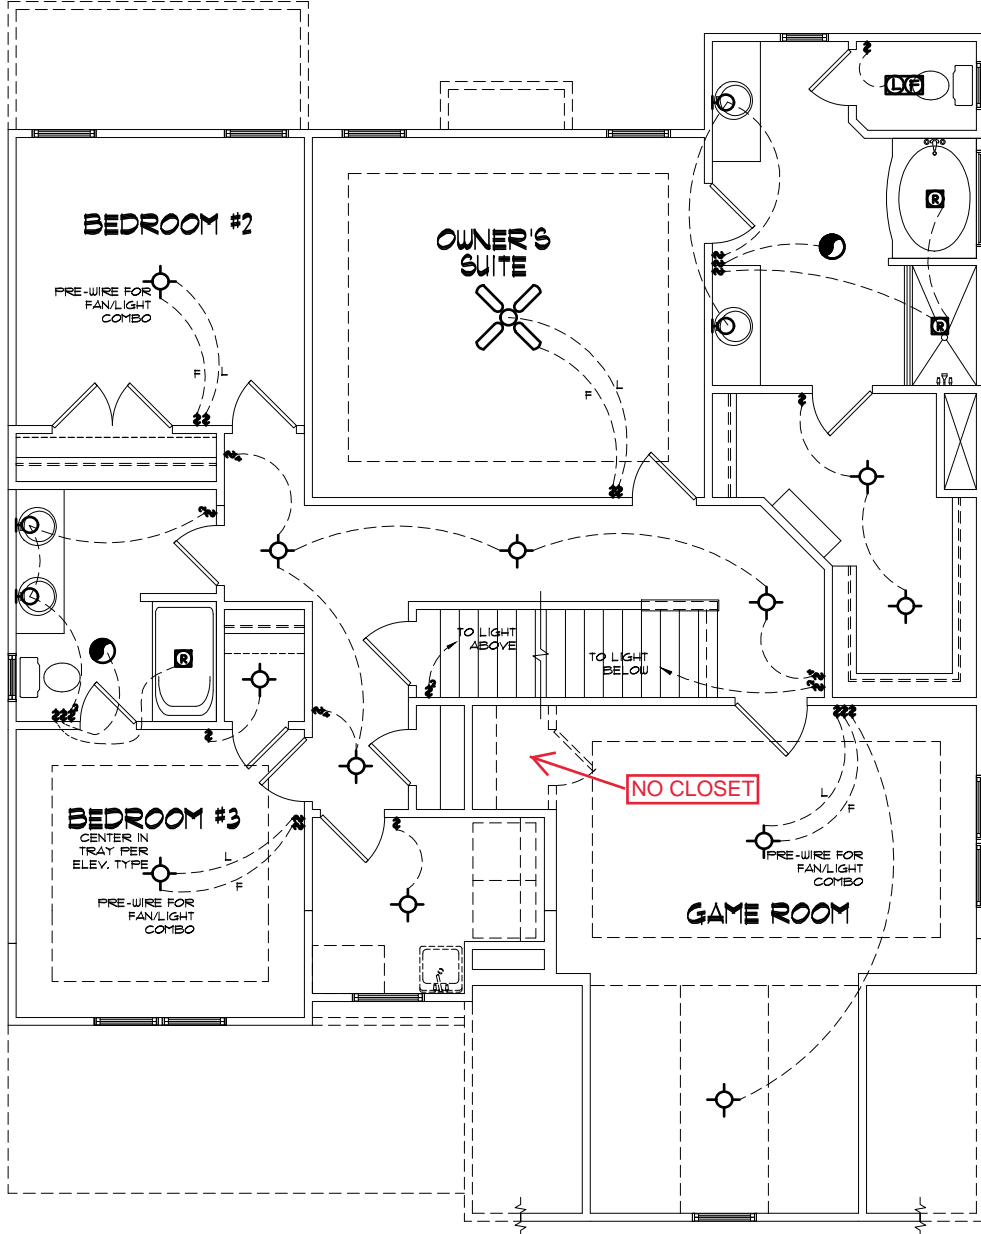 L F
R
BEDROOM #2
OWNER'S
SUITE
PRE-WIRE FOR
FAN/LIGHT
COMBO
R
F
L
L
F
TO LIGHT
ABOVE
TO LIGHT
BELOW
R
NO CLOSET
BEDROOM #3
CENTER IN
TRAY PER
ELEV. TYPE
L
F
PRE-WIRE FOR
FAN/LIGHT
COMBO
L
F
PRE-WIRE FOR
FAN/LIGHT
COMBO
GAME ROOM